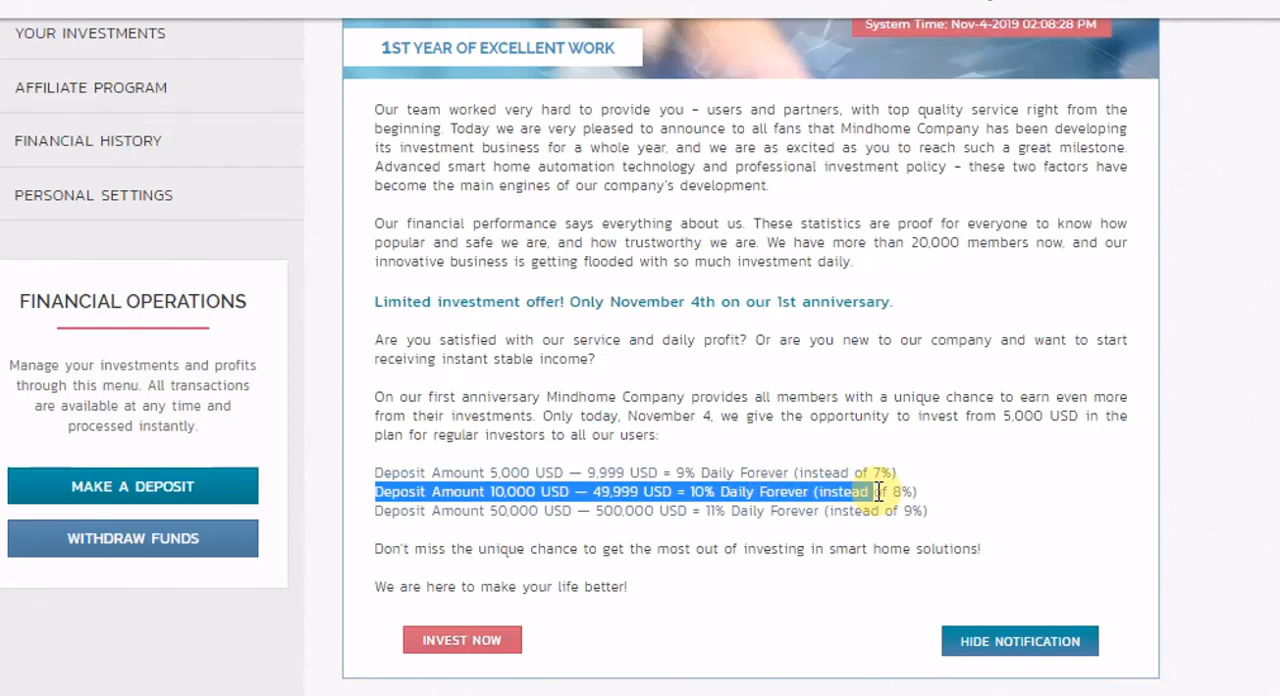 System Time: Nov-4-2019 02:08:28 PM
YOUR INVESTMENTS
AFFILIATE PROGRAM
FINANCIAL HISTORY
PERSONAL SETTINGS
FINANCIAL OPERATIONS
Manage your investments and profits
through this menu. All transactions
are available at any time and
processed instantly.
MAKE A DEPOSIT
WITHDRAW FUNDS
1ST YEAR OF EXCELLENT WORK
Our team worked very hard to provide you – users and partners, with top quality service right from the
beginning. Today we are very pleased to announce to all fans that Mindhome Company has been developing
its investment business for a whole year, and we are as excited as you to reach such a great milestone.
Advanced smart home automation technology and professional investment policy – these two factors have
become the main engines of our company's development.
Our financial performance says everything about us. These statistics are proof for everyone to know how
popular and safe we are, and how trustworthy we are. We have more than 20,000 members now, and our
innovative business is getting flooded with so much investment daily.
Limited investment offer! Only November 4th on our 1st anniversary.
Are you satisfied with our service and daily profit? Or are you new to our company and want to start
receiving instant stable income?
On our first anniversary Mindhome Company provides all members with a unique chance to earn even more
from their investments. Only today, November 4, we give the opportunity to invest from 5,000 USD in the
plan for regular investors to all our users:
Deposit Amount 5,000 USD — 9,999 USD = 9% Daily Forever (instead of 7%)
Deposit Amount 10,000 USD — 49,999 USD = 10% Daily Forever (instead of 8%)
Deposit Amount 50,000 USD — 500,000 USD = 11% Daily Forever (instead of 9%)
Don't miss the unique chance to get the most out of investing in smart home solutions!
We are here to make your life better!
INVEST NOW
HIDE NOTIFICATION